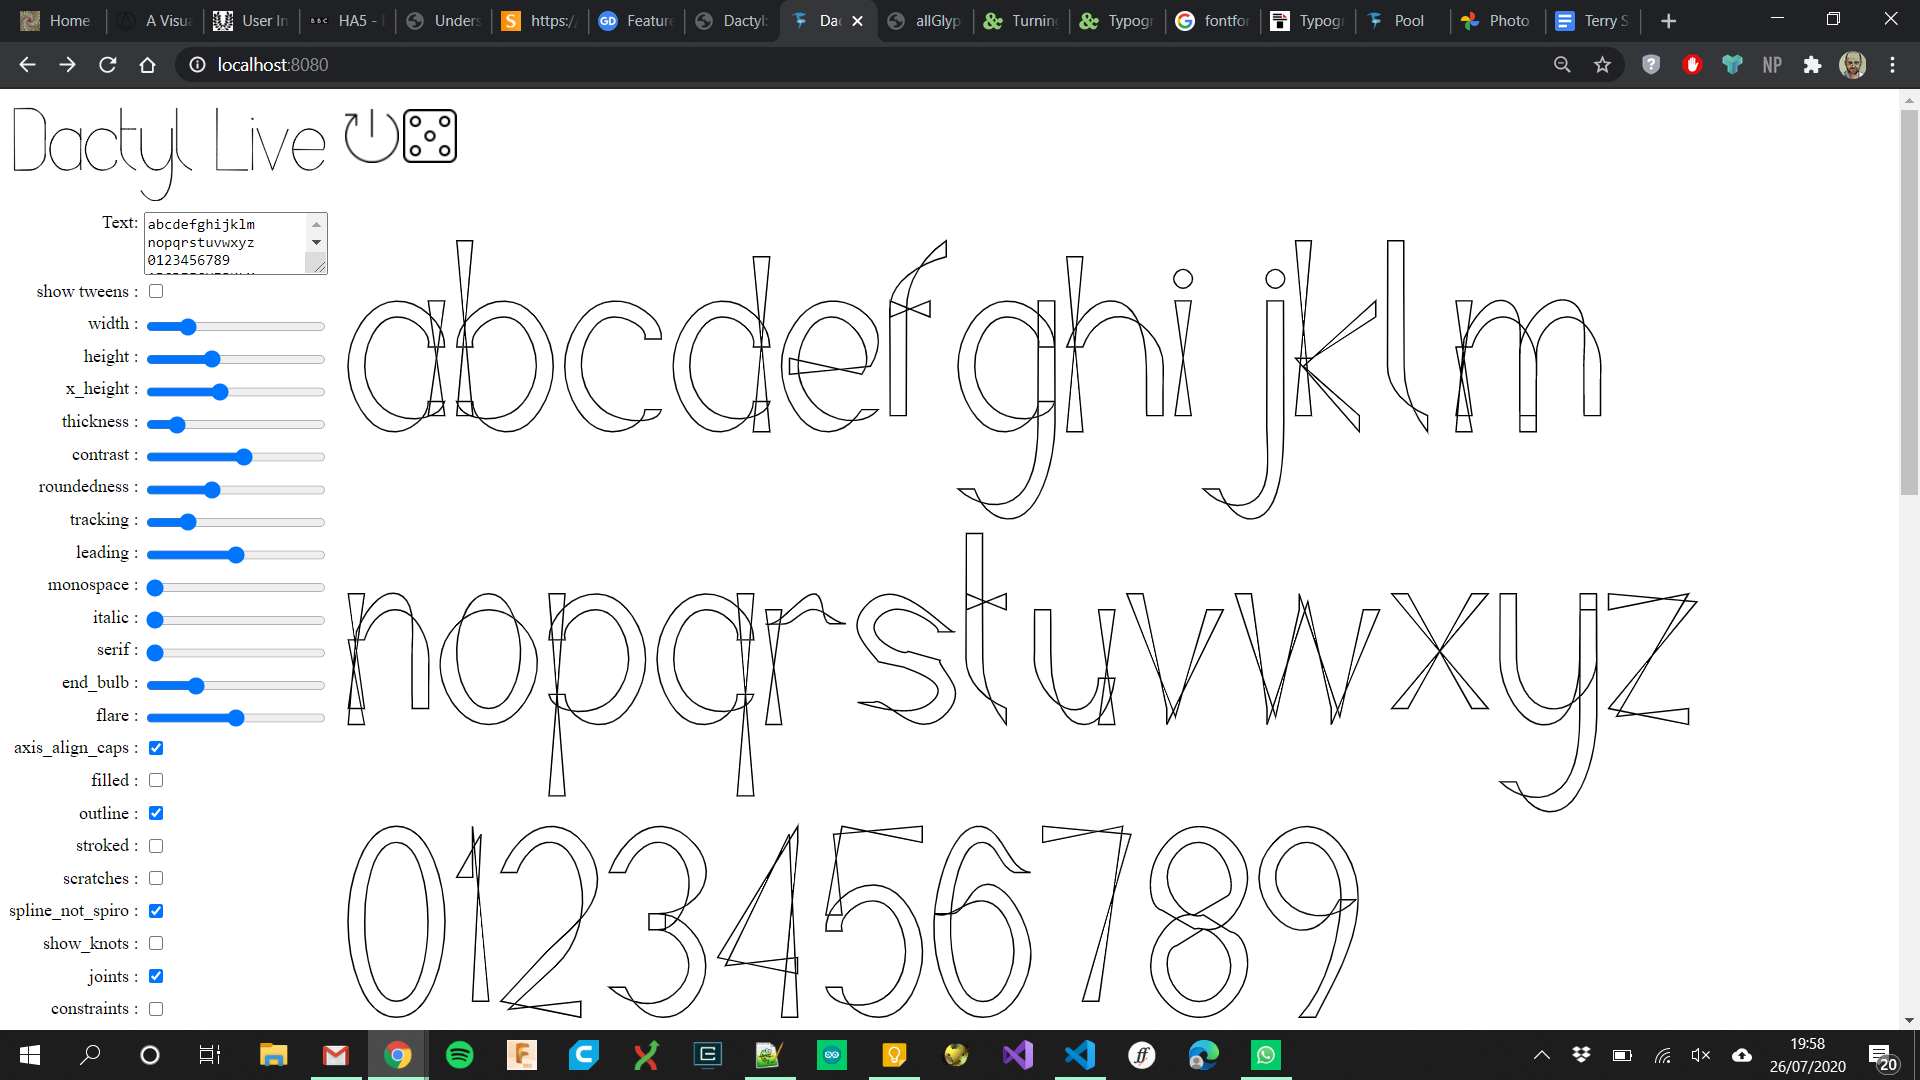 Home
A Visua
User In
BBC HA5 - E
Unders
https:/
GD Feature
Dactyl:
Dac
allGlyp
Turning
Typogr
fontfor
Typogr
Pool
Photo
Terry S
localhost:8080
NP
Dactyl Live
Text: abcdefghijklm
nopqrstuvwxyz
0123456789
show tweens :
width :
height :
x_height :
thickness :
contrast :
roundedness :
tracking :
leading :
monospace :
italic :
serif :
end_bulb :
flare :
axis_align_caps :
filled :
outline :
stroked :
scratches :
spline_not_spiro :
show_knots :
joints :
constraints :
abcdefghijklm
nopqrstuvwxyz
0123456789
19:58
26/07/2020
20